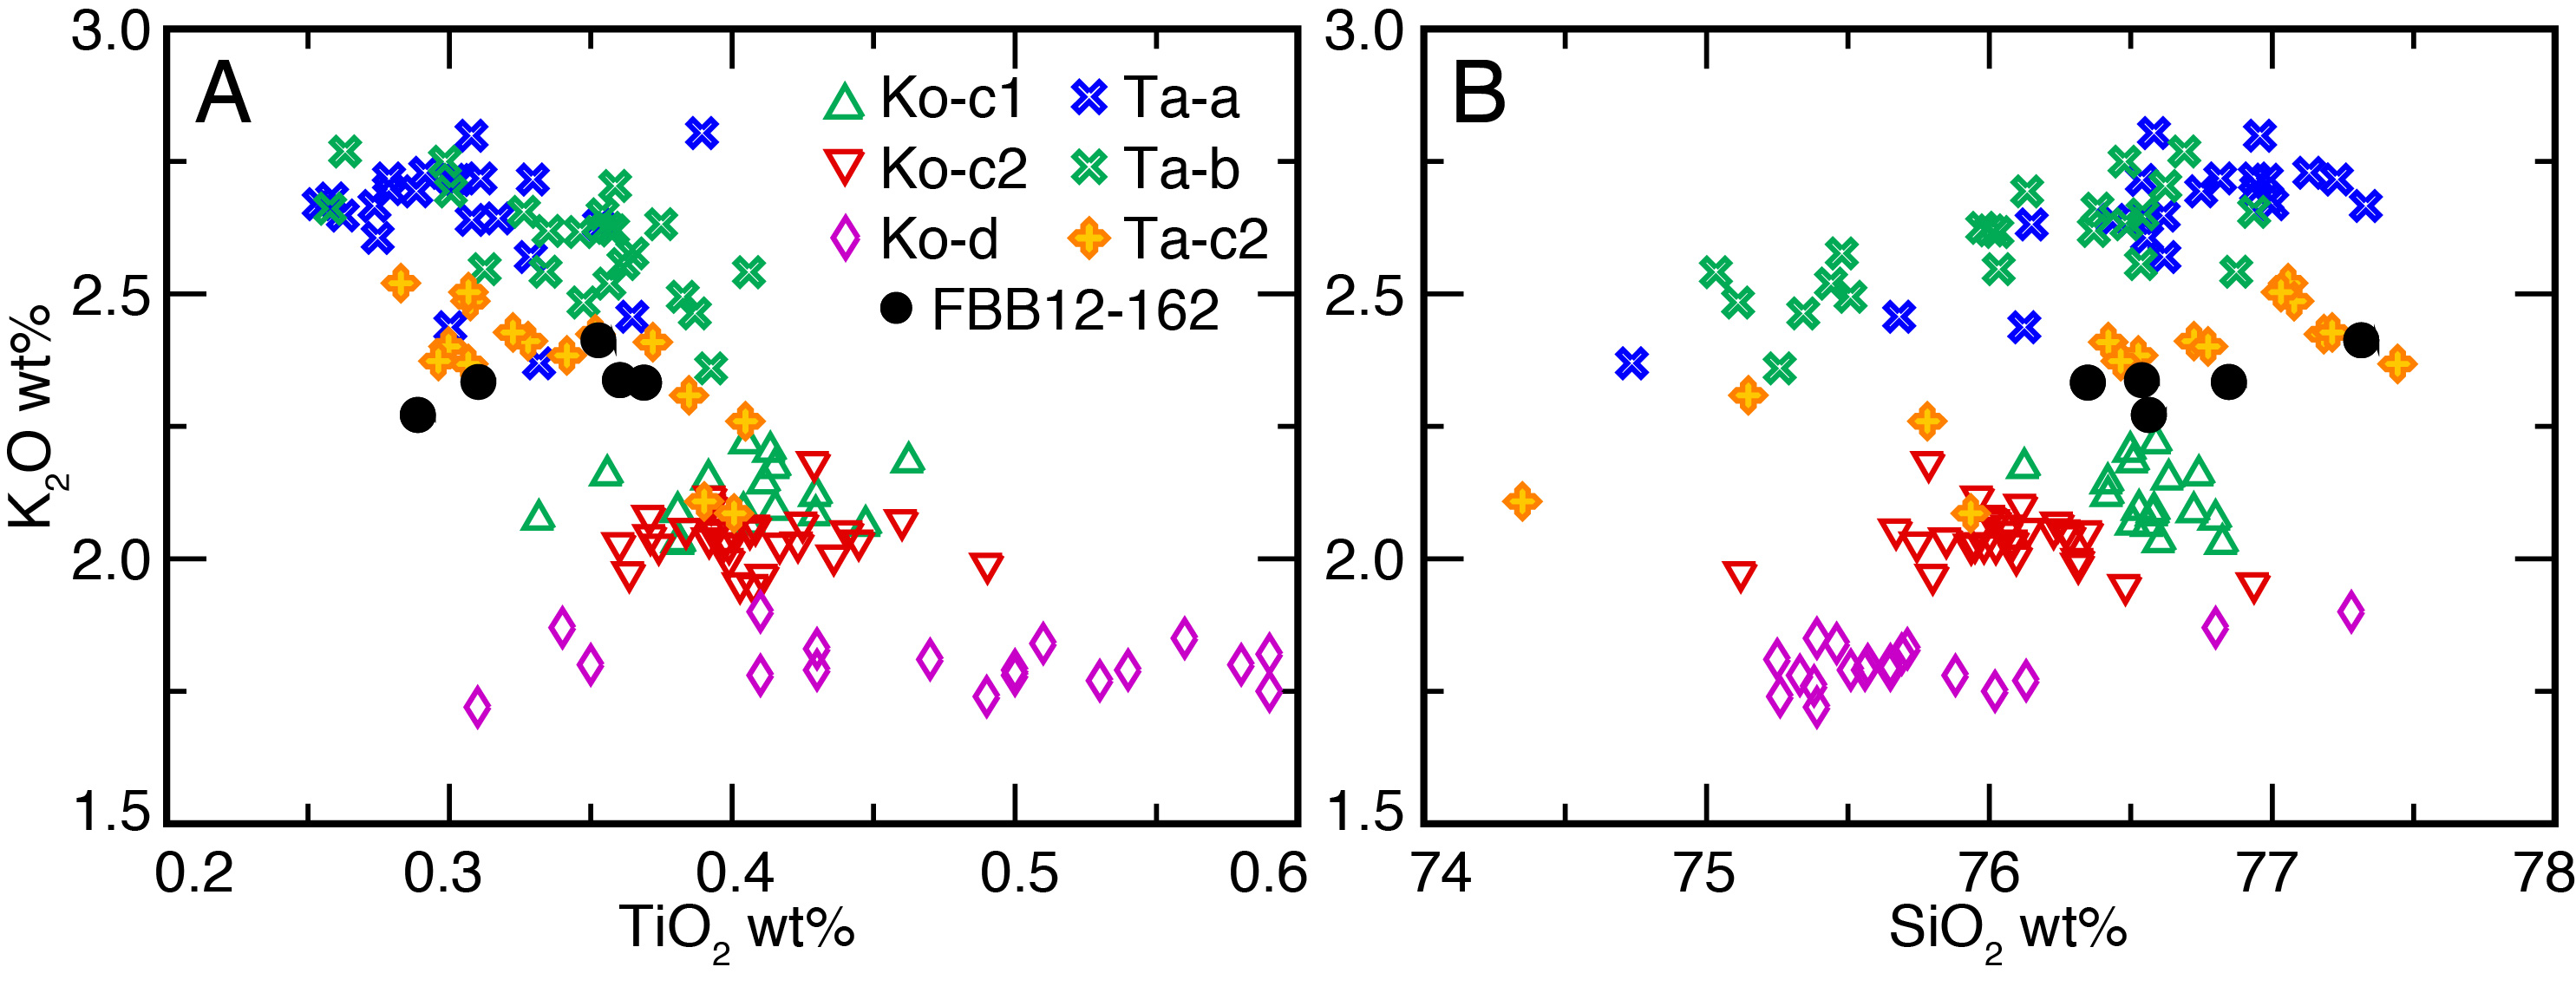 3.0
2.5
2.0
1.5
K₂O wt%
A
Ko-c1 Ta-a
Ko-c2 Ta-b
Ko-d Ta-c2
FBB12-162
0.2 0.3 0.4 0.5 0.6
TiO₂ wt%
3.0
2.5
2.0
1.5
B
74 75 76 77 78
SiO₂ wt%